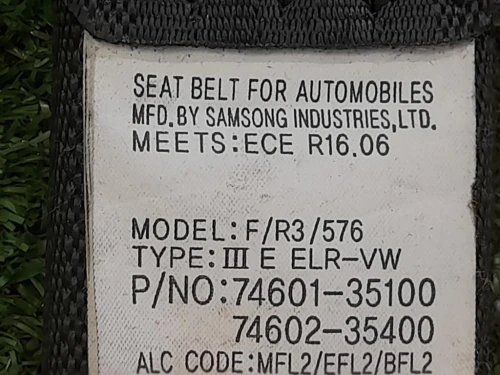 SEAT BELT FOR AUTOMOBILES
MFD. BY SAMSONG INDUSTRIES,LTD.
MEETS:ECE R16.06
MODEL: F/R3/576
TYPE: III E ELR-VW
P/NO: 74601-35100
74602-35400
ALC CODE:MFL2/EFL2/BFL2